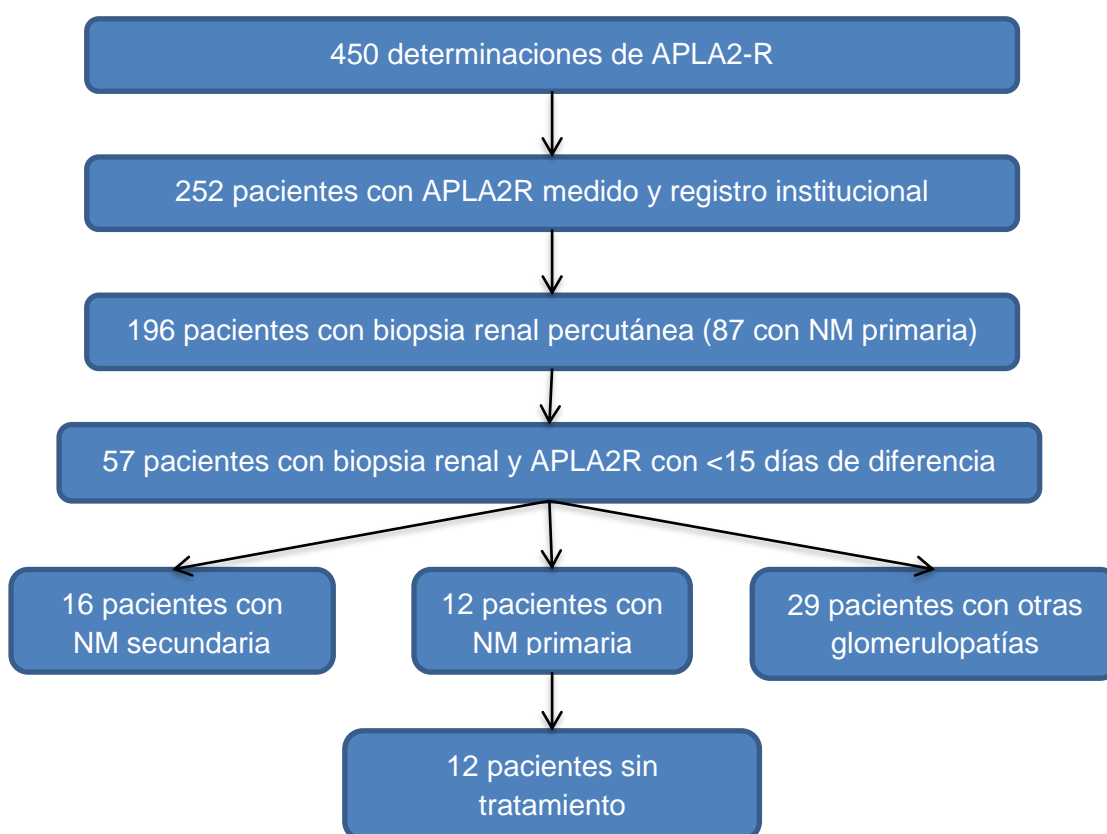 450 determinaciones de APLA2-R
252 pacientes con APLA2R medido y registro institucional
196 pacientes con biopsia renal percutánea (87 con NM primaria)
57 pacientes con biopsia renal y APLA2R con <15 días de diferencia
16 pacientes con
NM secundaria
12 pacientes con
NM primaria
29 pacientes con otras
glomerulopatías
12 pacientes sin
tratamiento